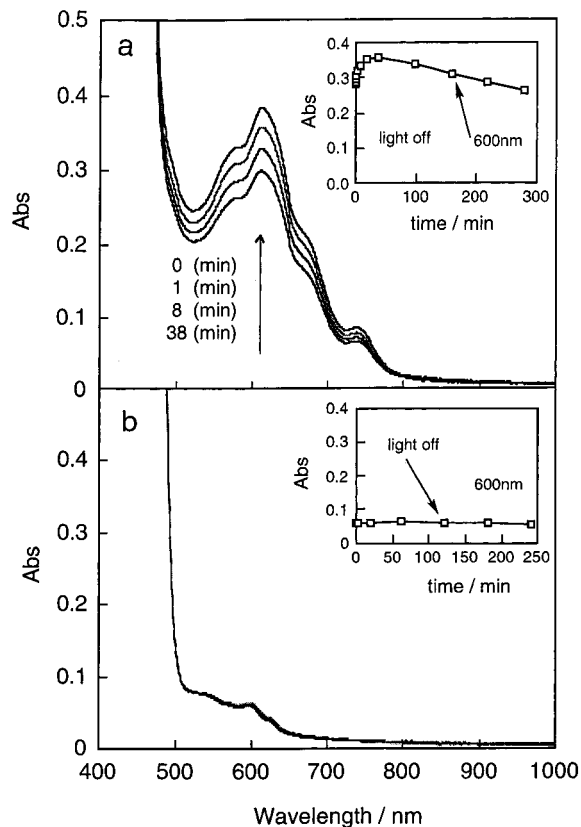 a
Abs
0.5
0.4
0.3
0.2
0.1
0
0 (min)
1 (min)
8 (min)
38 (min)
Abs
0.4
0.3
0.2
0.1
0.0
light off
600nm
0
100
200
300
time / min
b
Abs
0.4
0.3
0.2
0.1
0
Abs
0.4
0.3
0.2
0.1
0
light off
600nm
0
50
100
150
200
250
time / min
400
500
600
700
800
900
1000
Wavelength / nm